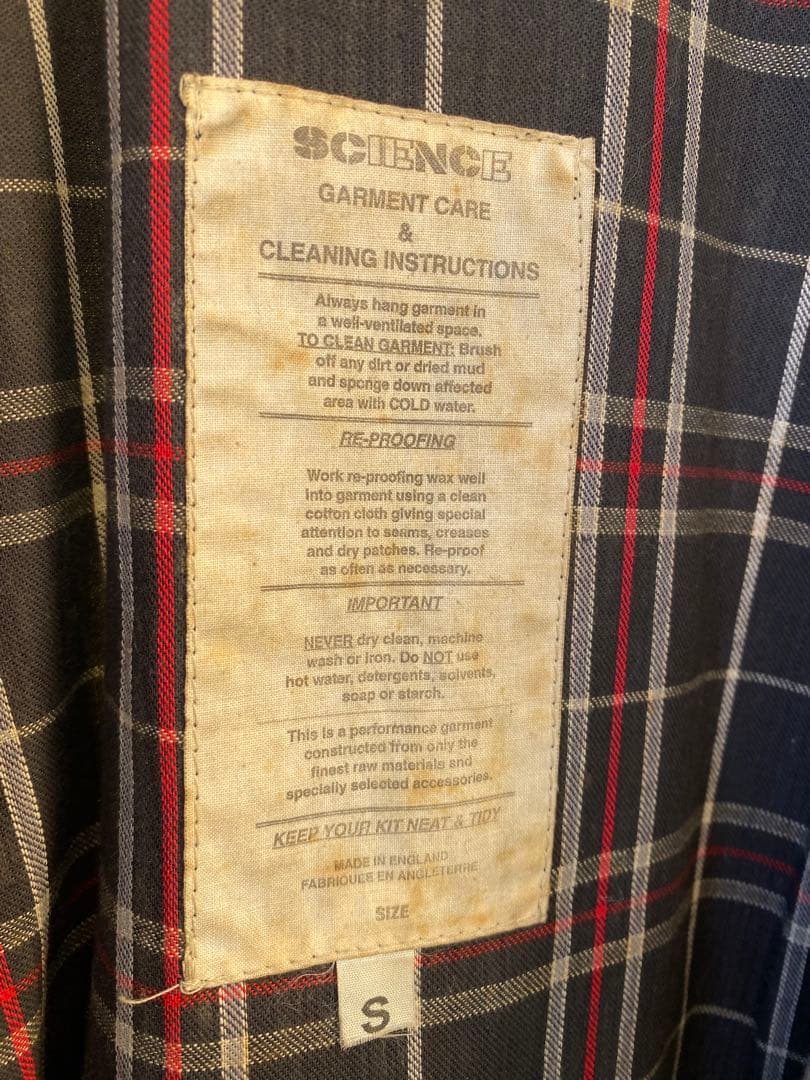 SCIENCE
GARMENT CARE
&
CLEANING INSTRUCTIONS
Always hang garment in
a well-ventilated space.
TO CLEAN GARMENT: Brush
off any dirt or dried mud
and sponge down affected
area with COLD water.
RE-PROOFING
Work re-proofing wax well
into garment using a clean
cotton cloth giving special
attention to seams, creases
and dry patches. Re-proof
as often as necessary.
IMPORTANT
NEVER dry clean, machine
wash or iron. Do NOT use
hot water, detergents, solvents,
soap or starch.
This is a performance garment
constructed from only the
finest raw materials and
specially selected accessories.
KEEP YOUR KIT NEAT & TIDY
MADE IN ENGLAND
FABRIQUEE EN ANGLETERRE
SIZE
S